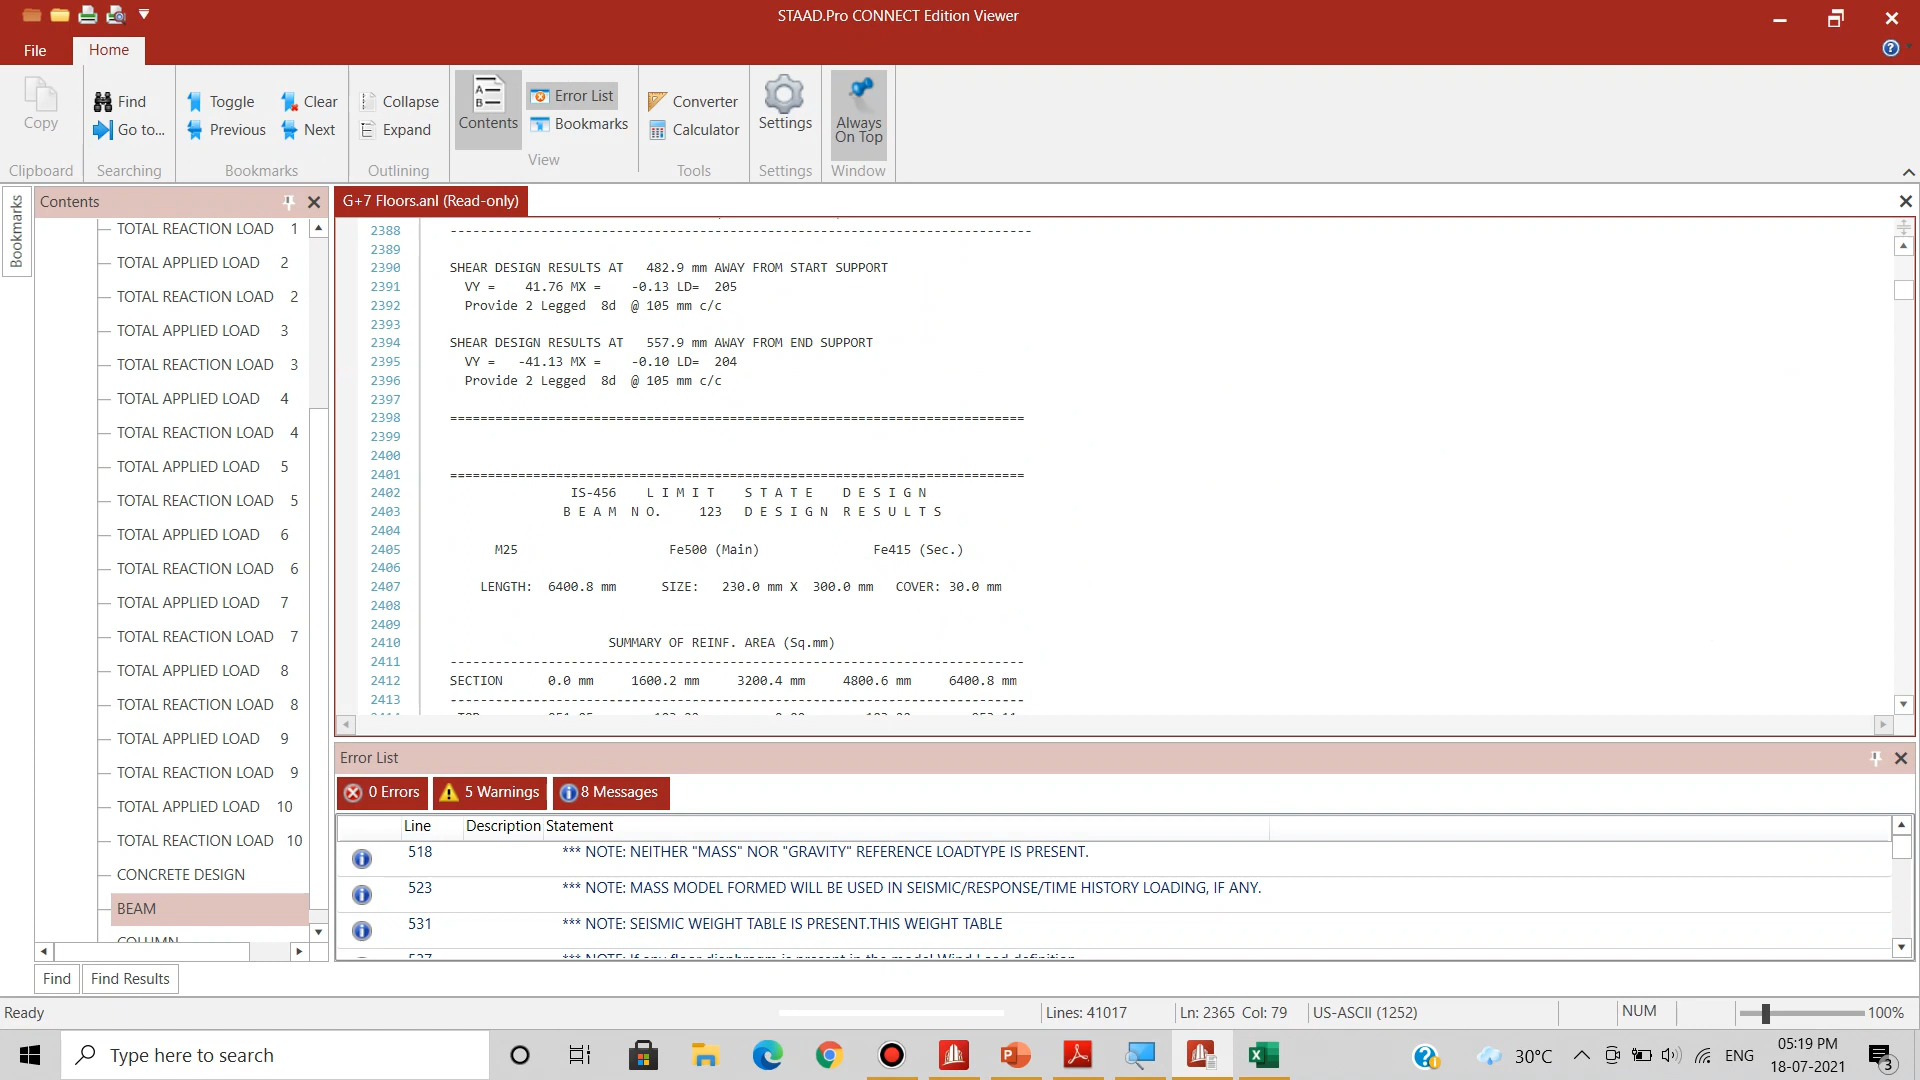 STAAD.Pro CONNECT Edition Viewer
File
Home
Copy
Clipboard
Find
Go to...
Searching
Toggle
Previous
Clear
Next
Bookmarks
Collapse
Expand
Outlining
Contents
Error List
Bookmarks
View
Converter
Calculator
Tools
Settings
Settings
Always On Top
Window
Bookmarks
Contents
TOTAL REACTION LOAD 1
TOTAL APPLIED LOAD 2
TOTAL REACTION LOAD 2
TOTAL APPLIED LOAD 3
TOTAL REACTION LOAD 3
TOTAL APPLIED LOAD 4
TOTAL REACTION LOAD 4
TOTAL APPLIED LOAD 5
TOTAL REACTION LOAD 5
TOTAL APPLIED LOAD 6
TOTAL REACTION LOAD 6
TOTAL APPLIED LOAD 7
TOTAL REACTION LOAD 7
TOTAL APPLIED LOAD 8
TOTAL REACTION LOAD 8
TOTAL APPLIED LOAD 9
TOTAL REACTION LOAD 9
TOTAL APPLIED LOAD 10
TOTAL REACTION LOAD 10
CONCRETE DESIGN
BEAM
COLUMN
Find
Find Results
G+7 Floors.anl (Read-only)
2388 ----------------------------------------------------------------------------
2389
2390 SHEAR DESIGN RESULTS AT 482.9 mm AWAY FROM START SUPPORT
2391 VY = 41.76 MX = -0.13 LD= 205
2392 Provide 2 Legged 8d @ 105 mm c/c
2393
2394 SHEAR DESIGN RESULTS AT 557.9 mm AWAY FROM END SUPPORT
2395 VY = -41.13 MX = -0.10 LD= 204
2396 Provide 2 Legged 8d @ 105 mm c/c
2397
2398 ============================================================================
2399
2400
2401 ============================================================================
2402 IS-456 L I M I T S T A T E D E S I G N
2403 B E A M N O. 123 D E S I G N R E S U L T S
2404
2405 M25 Fe500 (Main) Fe415 (Sec.)
2406
2407 LENGTH: 6400.8 mm SIZE: 230.0 mm X 300.0 mm COVER: 30.0 mm
2408
2409
2410 SUMMARY OF REINF. AREA (Sq.mm)
2411 ----------------------------------------------------------------------------
2412 SECTION 0.0 mm 1600.2 mm 3200.4 mm 4800.6 mm 6400.8 mm
2413 ----------------------------------------------------------------------------
Error List
0 Errors
5 Warnings
8 Messages
Line Description Statement
518 *** NOTE: NEITHER "MASS" NOR "GRAVITY" REFERENCE LOADTYPE IS PRESENT.
523 *** NOTE: MASS MODEL FORMED WILL BE USED IN SEISMIC/RESPONSE/TIME HISTORY LOADING, IF ANY.
531 *** NOTE: SEISMIC WEIGHT TABLE IS PRESENT.THIS WEIGHT TABLE
Ready
Lines: 41017
Ln: 2365 Col: 79
US-ASCII (1252)
NUM
100%
Type here to search
30°C
ENG
05:19 PM
18-07-2021
3